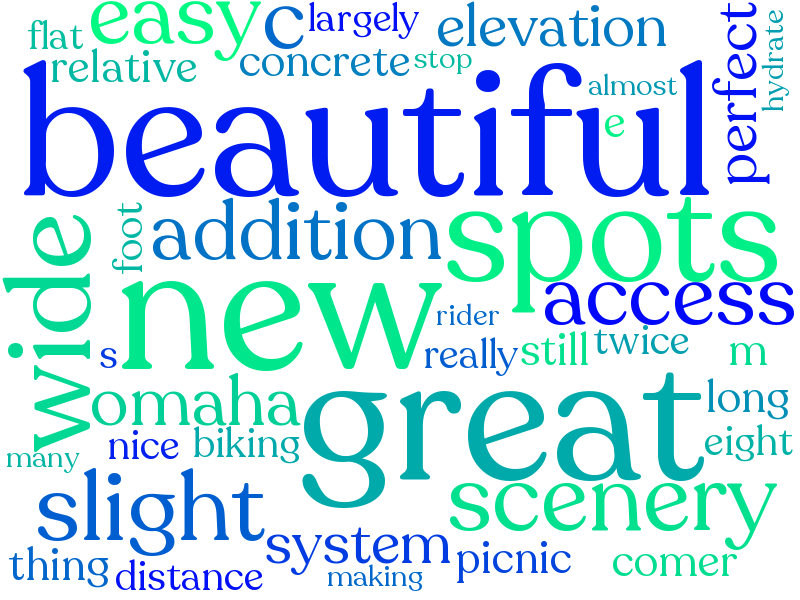 flat easy c largely elevation perfect hydrate
relative concrete stop
beautiful almost
e
wide foot addition spots
new access
rider
s really still twice m
omaha great long
many nice biking eight
slight scenery
system picnic comer
thing distance making